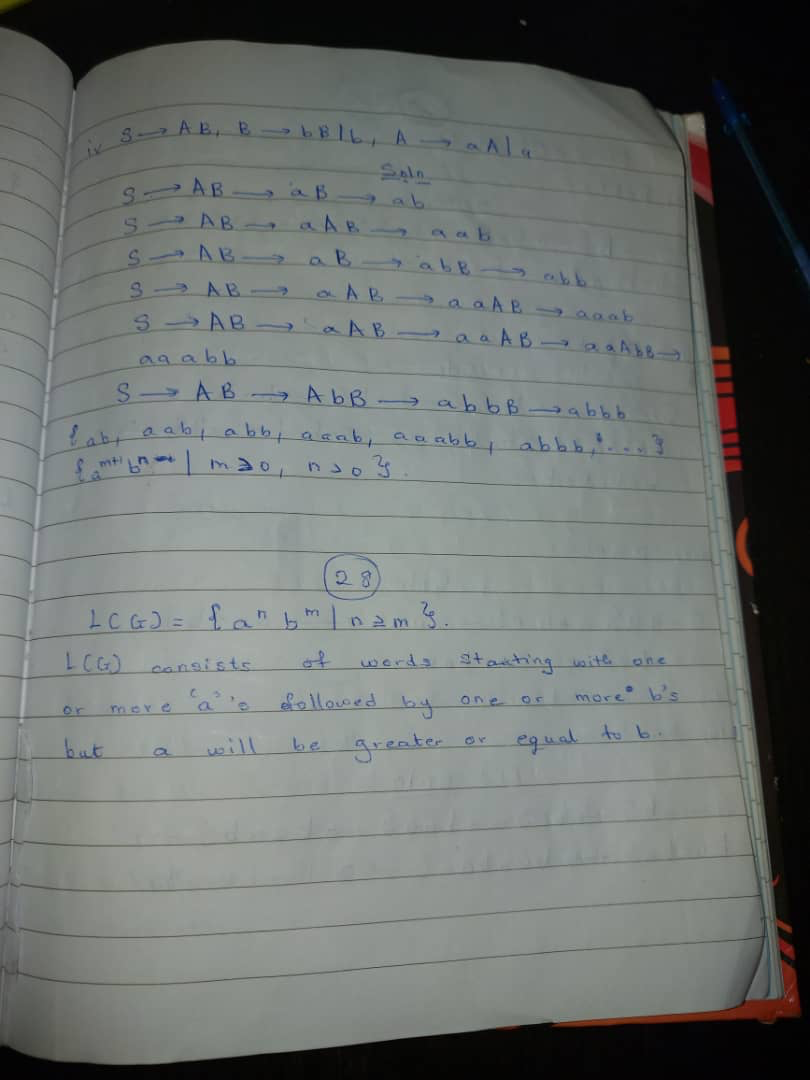 iv S → AB, B → bB|b, A → aA|a
Soln
S → AB → aB → ab
S → AB → aAB → aab
S → AB → aB → abB → abb
S → AB → aAB → aaAB → aaab
S → AB → aAB → aaAB → aaAbB →
aaabb
S → AB → AbB → abbB → abbb
{ab, aab, abb, aaab, aaabb, abbb, ....}
{a^m+1 b^n | m ≥ 0, n > 0}.
28
L(G) = {a^n b^m | n ≥ m}.
L(G) consists of words starting with one
or more 'a's followed by one or more b's
but a will be greater or equal to b.